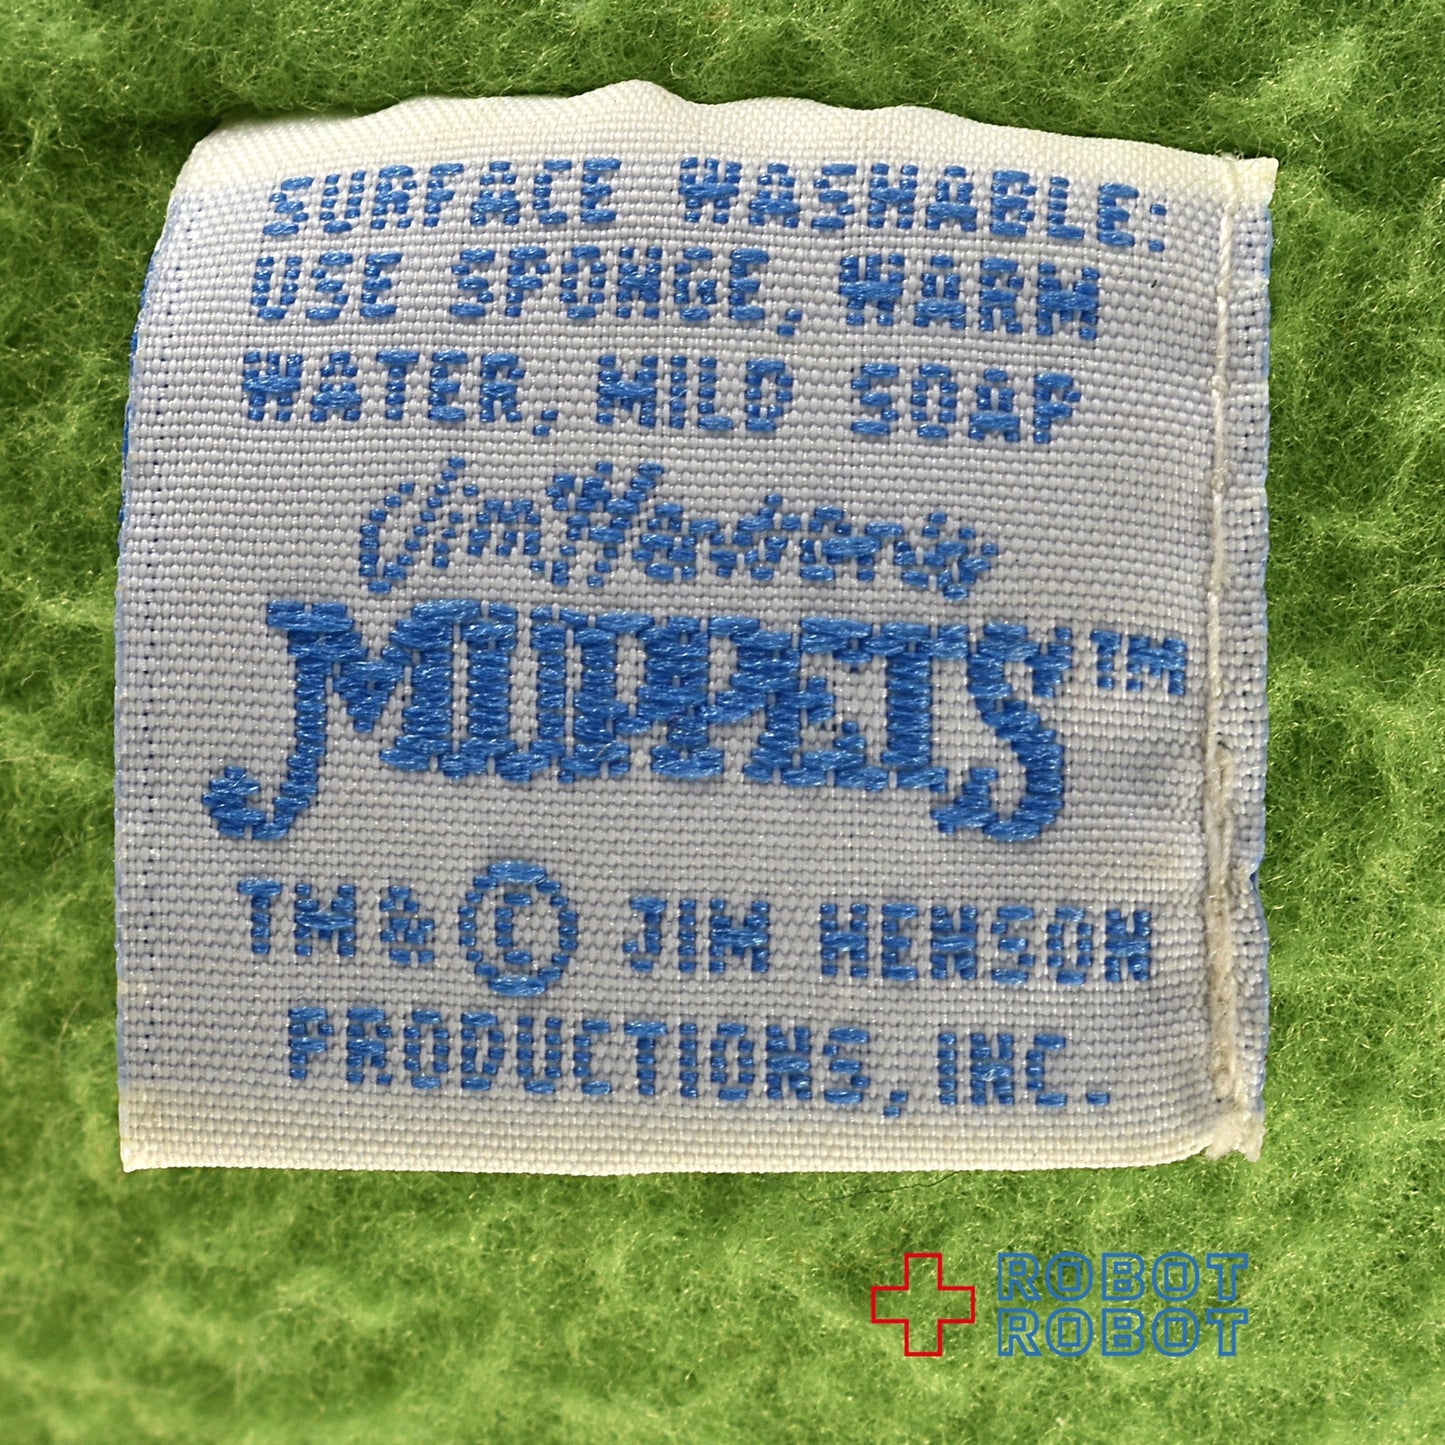 SURFACE WASHABLE:
USE SPONGE, WARM
WATER, MILD SOAP
Jim Henson's
MUPPETS™
TM & © JIM HENSON
PRODUCTIONS, INC.
ROBOT
ROBOT